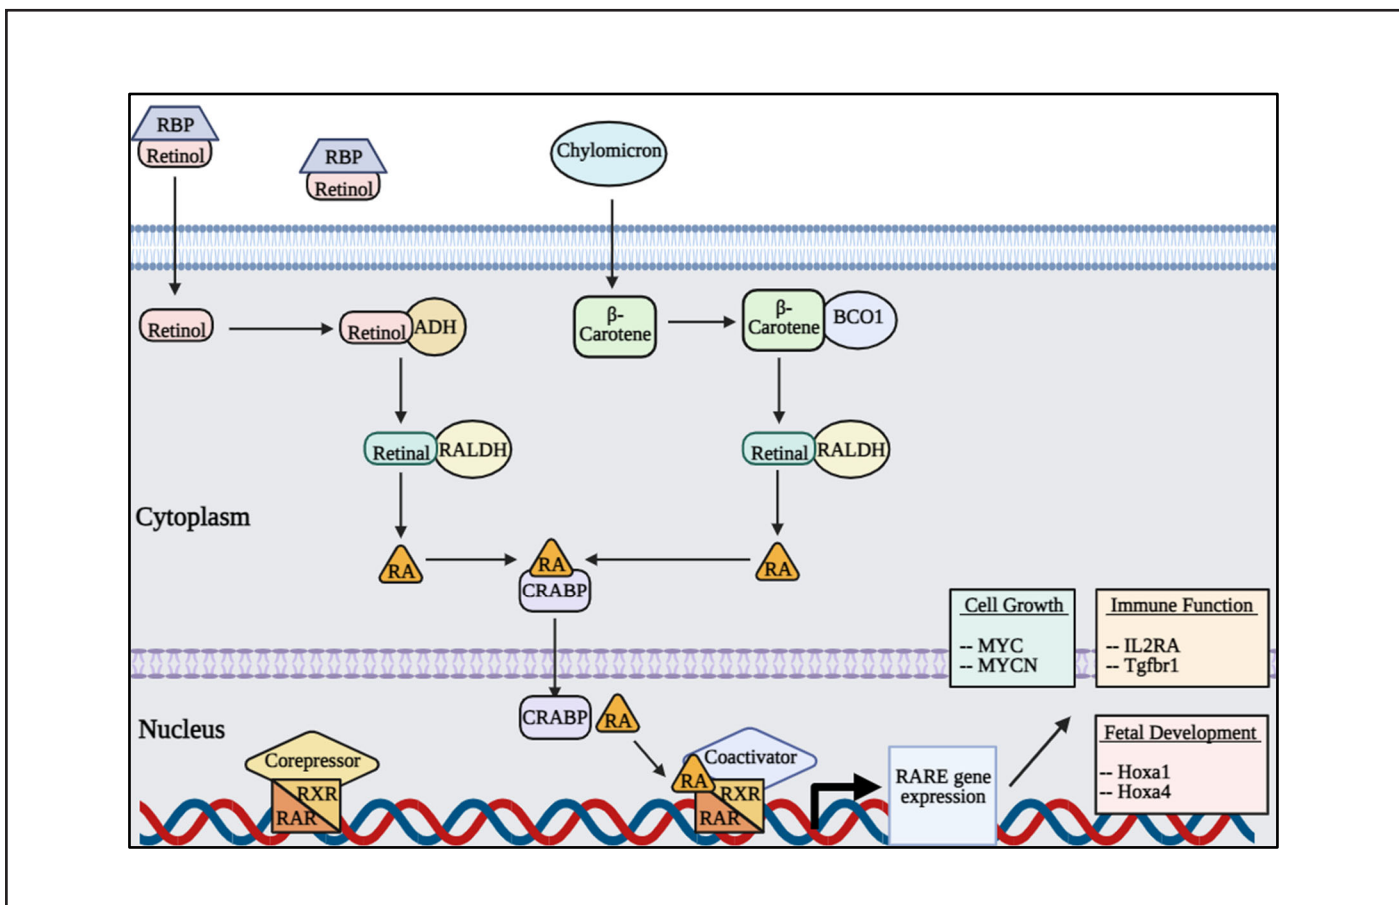 RBP
Retinol
RBP
Retinol
Chylomicron
Retinol
Retinol
ADH
β-
Carotene
β-
Carotene
BCO1
Retinal
RALDH
Retinal
RALDH
Cytoplasm
RA
RA
CRABP
RA
Cell Growth
-- MYC
-- MYCN
Immune Function
-- IL2RA
-- Tgfbr1
Nucleus
CRABP
RA
Corepressor
RXR
RAR
Coactivator
RA
RXR
RAR
RARE gene
expression
Fetal Development
-- Hoxa1
-- Hoxa4